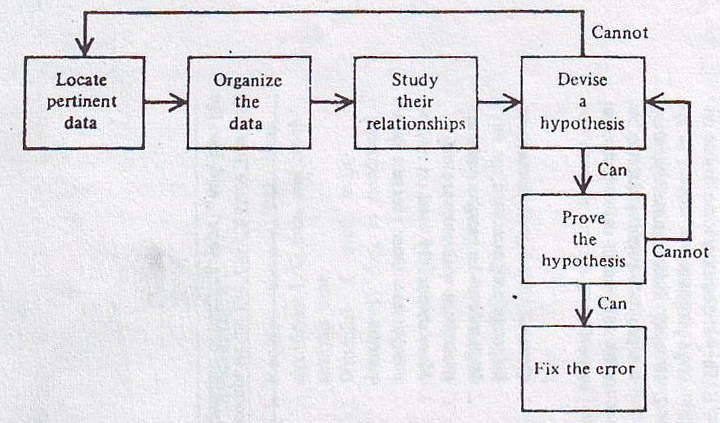 Cannot
Locate
pertinent
data
Organize
the
data
Study
their
relationships
Devise
a
hypothesis
Can
Prove
the
hypothesis
Cannot
Can
Fix the error